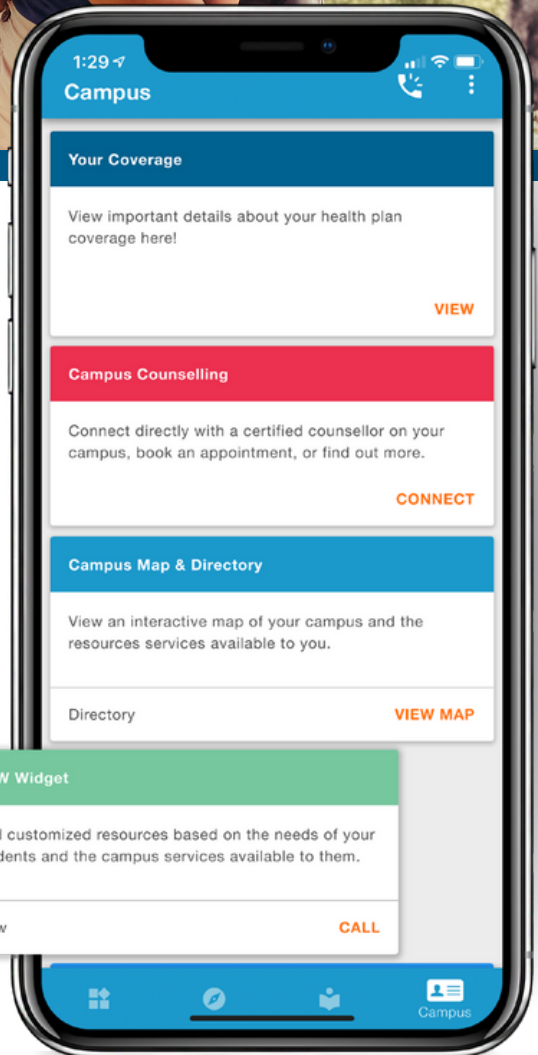 1:29
Campus
Your Coverage
View important details about your health plan
coverage here!
VIEW
Campus Counselling
Connect directly with a certified counsellor on your
campus, book an appointment, or find out more.
CONNECT
Campus Map & Directory
View an interactive map of your campus and the
resources services available to you.
Directory VIEW MAP
W Widget
customized resources based on the needs of your
dents and the campus services available to them.
w CALL
Campus